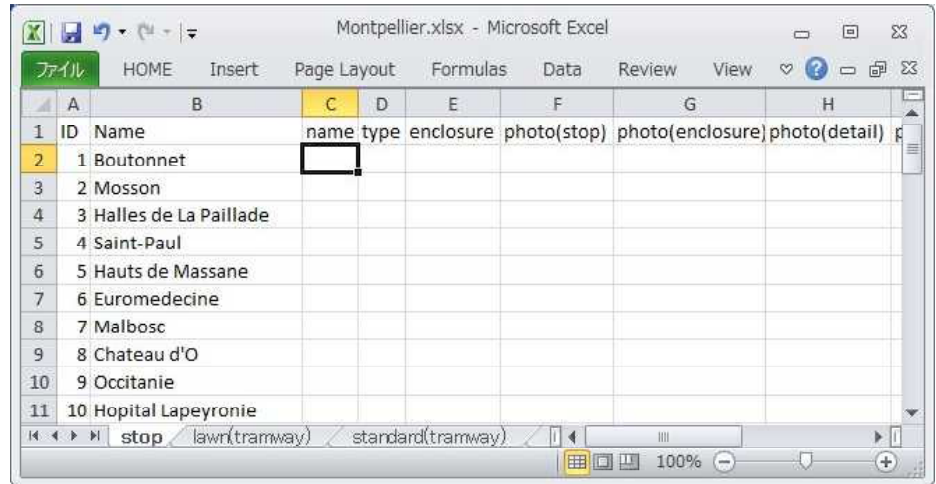 Montpellier.xlsx - Microsoft Excel
ファイル HOME Insert Page Layout Formulas Data Review View
A B C D E F G H
1 ID Name name type enclosure photo(stop) photo(enclosure) photo(detail) p
2 1 Boutonnet
3 2 Mosson
4 3 Halles de La Paillade
5 4 Saint-Paul
6 5 Hauts de Massane
7 6 Euromedecine
8 7 Malbosc
9 8 Chateau d'O
10 9 Occitanie
11 10 Hopital Lapeyronie
stop lawn(tramway) standard(tramway)
100%